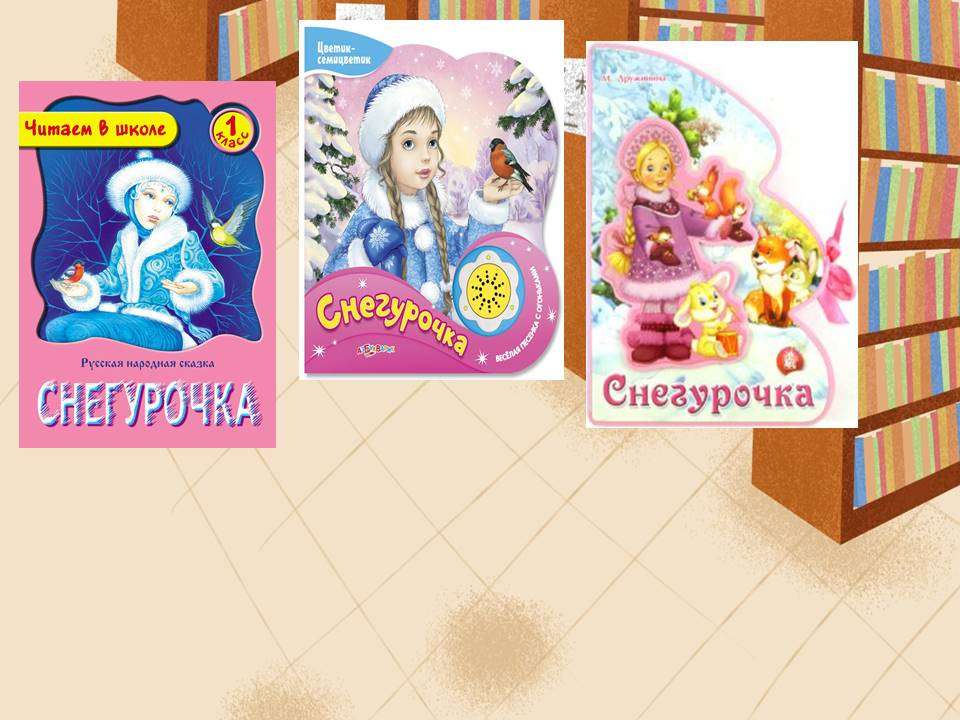 Читаем в школе
1
класс
Русская народная сказка
СНЕГУРОЧКА
Цветик-
семицветик
Снегурочка
АЗБУКВАРИК
ВЕСЁЛАЯ ПЕСЕНКА С ОГОНЬКАМИ
М. Дружинина
Снегурочка